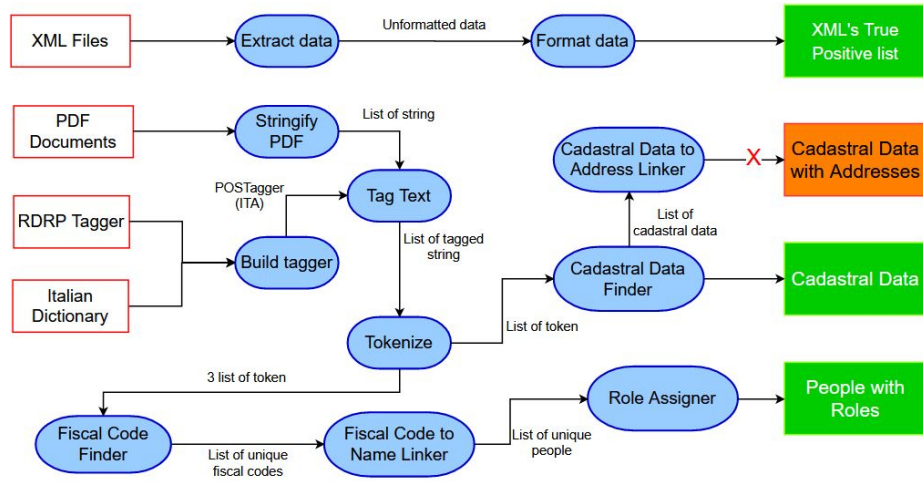 XML Files
Extract data
Unformatted data
Format data
XML's True
Positive list
PDF
Documents
Stringify
PDF
List of string
Cadastral Data to
Address Linker
X
Cadastral Data
with Addresses
POSTagger
(ITA)
Tag Text
RDRP Tagger
List of
cadastral data
Build tagger
List of tagged
string
Cadastral Data
Finder
Cadastral Data
Italian
Dictionary
Tokenize
List of token
3 list of token
Role Assigner
People with
Roles
Fiscal Code
Finder
List of unique
fiscal codes
Fiscal Code to
Name Linker
List of unique
people